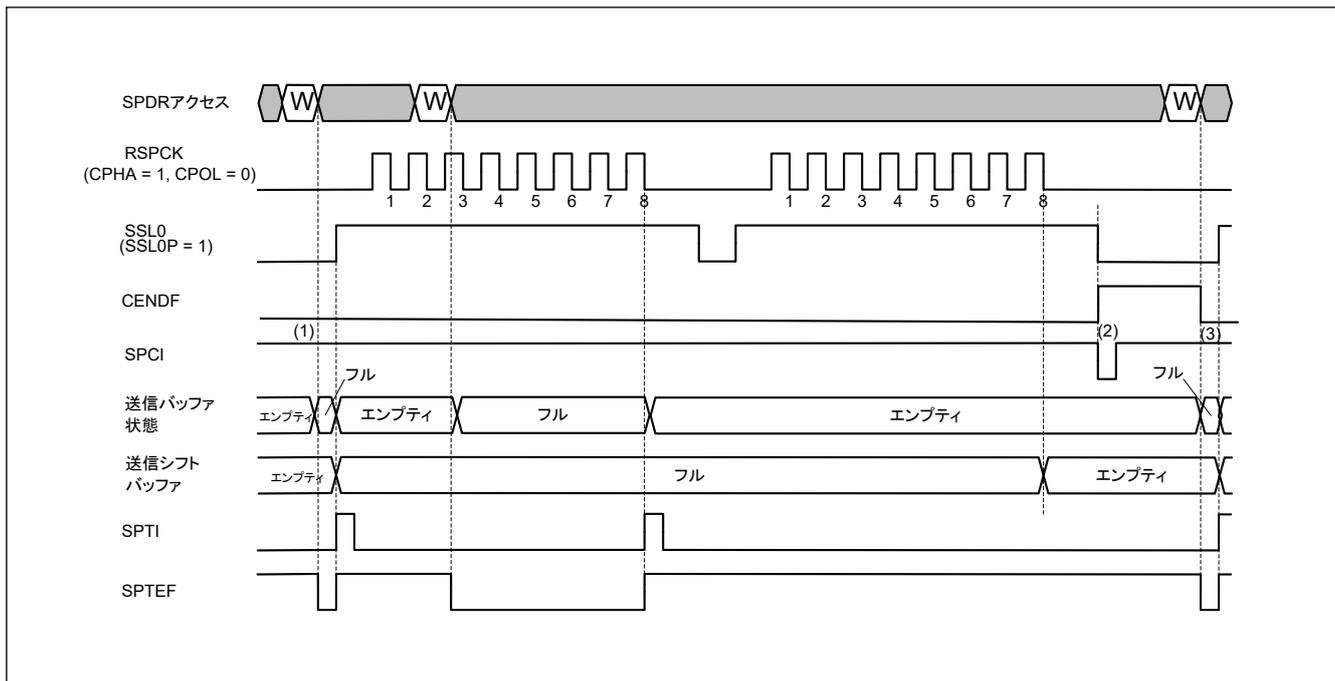 SPDRアクセス
W
W
W
RSPCK
(CPHA = 1, CPOL = 0)
1 2 3 4 5 6 7 8
1 2 3 4 5 6 7 8
SSL0
(SSL0P = 1)
CENDF
(1)
(2)
(3)
SPCI
フル
フル
送信バッファ
状態
エンプティ
エンプティ
フル
エンプティ
送信シフト
バッファ
エンプティ
フル
エンプティ
SPTI
SPTEF